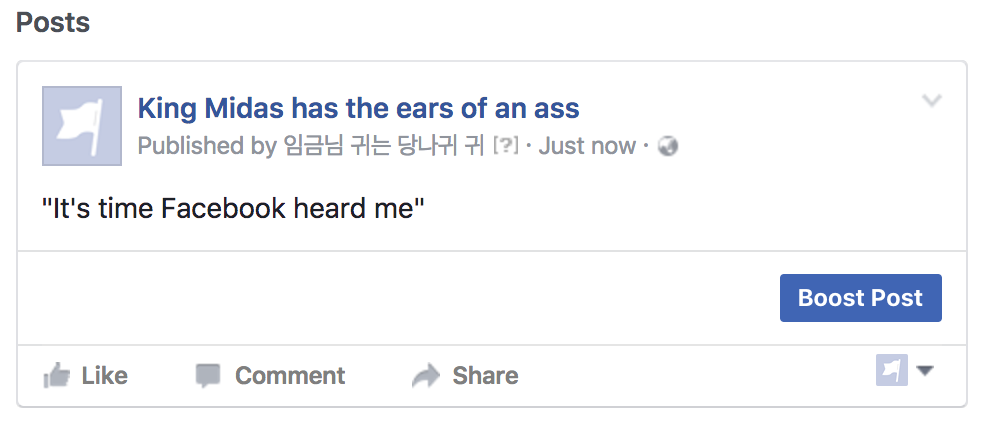 Posts
King Midas has the ears of an ass
Published by 임금님 귀는 당나귀 귀 [?] · Just now ·
"It's time Facebook heard me"
Boost Post
Like Comment Share